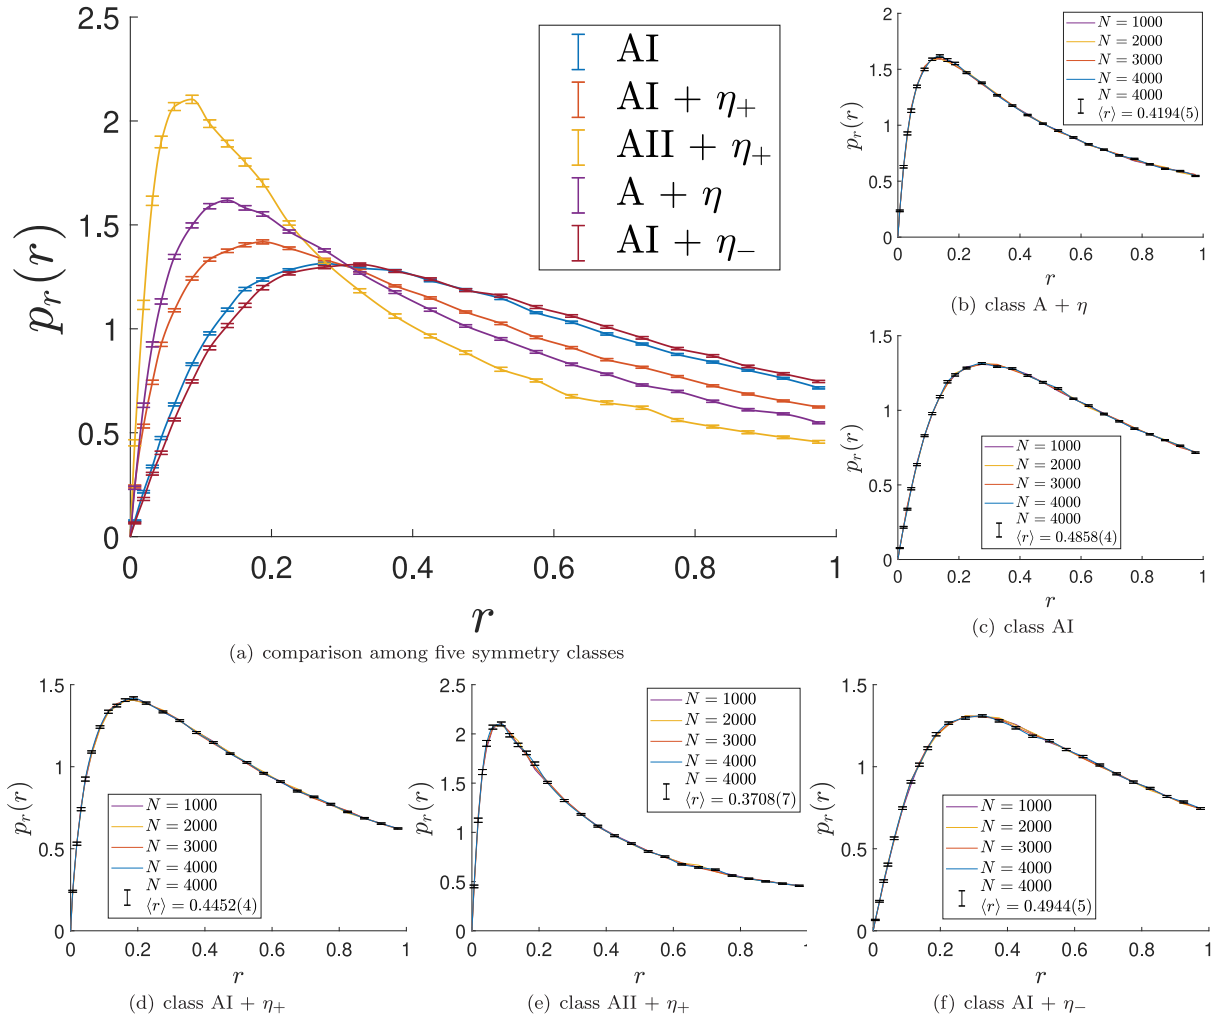 2.5
2
1.5
1
0.5
0
0
0.2
0.4
0.6
0.8
1
p_r(r)
r
AI
AI + η₊
AII + η₊
A + η
AI + η₋
(a) comparison among five symmetry classes
2
1.5
1
0.5
0
0
0.2
0.4
0.6
0.8
1
p_r(r)
r
N = 1000
N = 2000
N = 3000
N = 4000
N = 4000
⟨r⟩ = 0.4194(5)
(b) class A + η
1.5
1
0.5
0
0
0.2
0.4
0.6
0.8
1
p_r(r)
r
N = 1000
N = 2000
N = 3000
N = 4000
N = 4000
⟨r⟩ = 0.4858(4)
(c) class AI
1.5
1
0.5
0
0
0.2
0.4
0.6
0.8
1
p_r(r)
r
N = 1000
N = 2000
N = 3000
N = 4000
N = 4000
⟨r⟩ = 0.4452(4)
(d) class AI + η₊
2.5
2
1.5
1
0.5
0
0
0.2
0.4
0.6
0.8
p_r(r)
r
N = 1000
N = 2000
N = 3000
N = 4000
N = 4000
⟨r⟩ = 0.3708(7)
(e) class AII + η₊
1.5
1
0.5
0
0
0.2
0.4
0.6
0.8
1
p_r(r)
r
N = 1000
N = 2000
N = 3000
N = 4000
N = 4000
⟨r⟩ = 0.4944(5)
(f) class AI + η₋